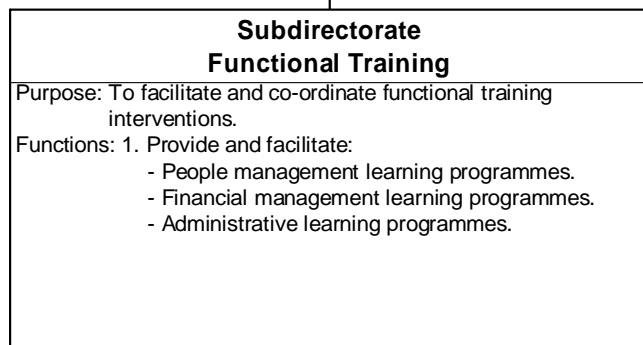 Subdirectorate
Functional Training
Purpose: To facilitate and co-ordinate functional training
interventions.
Functions: 1. Provide and facilitate:
- People management learning programmes.
- Financial management learning programmes.
- Administrative learning programmes.